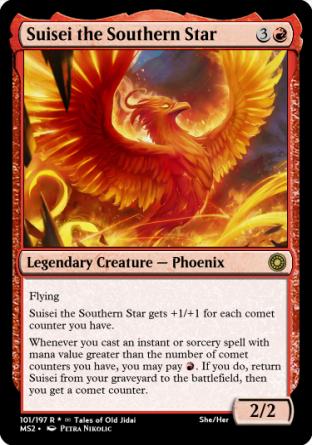 Suisei the Southern Star 3
Legendary Creature — Phoenix
Flying
Suisei the Southern Star gets +1/+1 for each comet
counter you have.
Whenever you cast an instant or sorcery spell with
mana value greater than the number of comet
counters you have, you may pay . If you do, return
Suisei from your graveyard to the battlefield, then
you get a comet counter.
2/2
101/197 R * ∞ Tales of Old Jidai She/Her
MS2 • Petra Nikolic